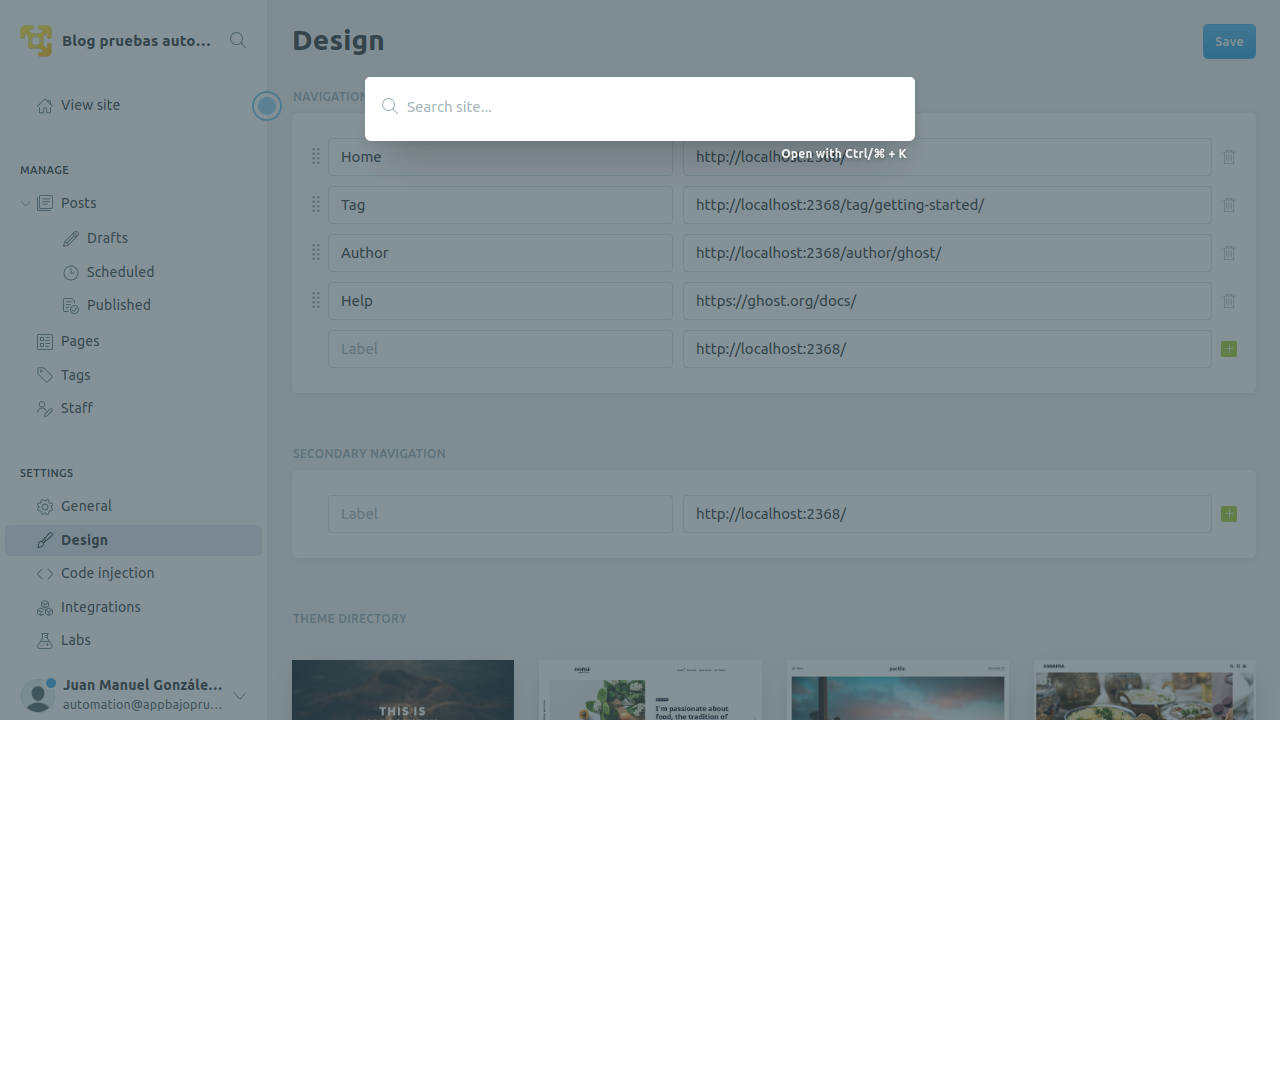 Blog pruebas auto...
View site
MANAGE
Posts
Drafts
Scheduled
Published
Pages
Tags
Staff
SETTINGS
General
Design
Code injection
Integrations
Labs
Juan Manuel Gonzále...
automation@appbajopru...
Design
Save
NAVIGATION
Search site...
Open with Ctrl/⌘ + K
Home
http://localhost:2368/
Tag
http://localhost:2368/tag/getting-started/
Author
http://localhost:2368/author/ghost/
Help
https://ghost.org/docs/
Label
http://localhost:2368/
SECONDARY NAVIGATION
Label
http://localhost:2368/
THEME DIRECTORY
THIS IS
I'm passionate about
food, the tradition of